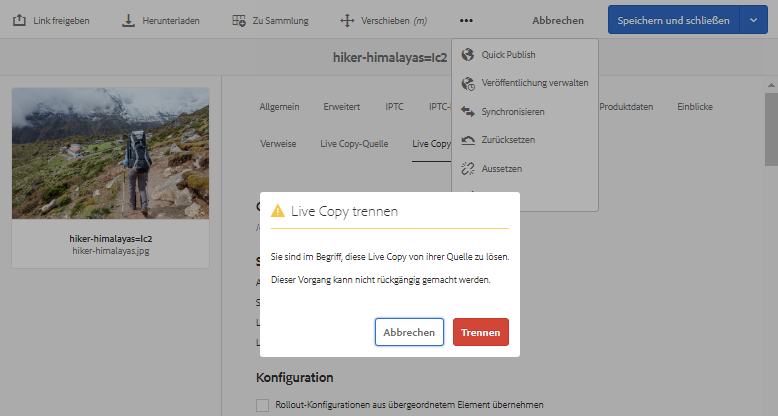 Link freigeben
Herunterladen
Zu Sammlung
Verschieben (m)
Abbrechen
Speichern und schließen
hiker-himalayas=lc2
Quick Publish
Veröffentlichung verwalten
Synchronisieren
Zurücksetzen
Aussetzen
Allgemein
Erweitert
IPTC
Produktdaten
Einblicke
Verweise
Live Copy-Quelle
Live Copy
hiker-himalayas=lc2
hiker-himalayas.jpg
Live Copy trennen
Sie sind im Begriff, diese Live Copy von ihrer Quelle zu lösen.
Dieser Vorgang kann nicht rückgängig gemacht werden.
Abbrechen
Trennen
Konfiguration
Rollout-Konfigurationen aus übergeordnetem Element übernehmen